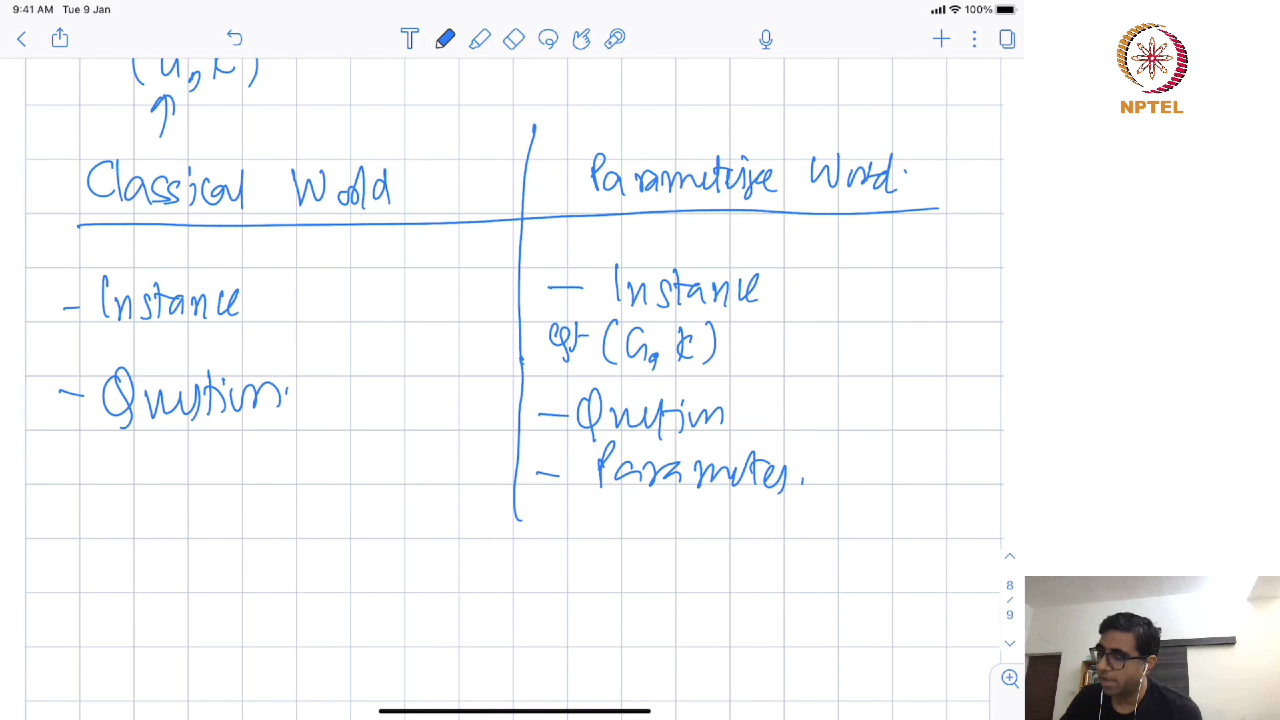 9:41 AM Tue 9 Jan
100%
NPTEL
(G, k)
Classical World
Parametrize World.
- Instance
- Question.
- Instance
(G, k)
- Question
- Parameter.
8
/
9